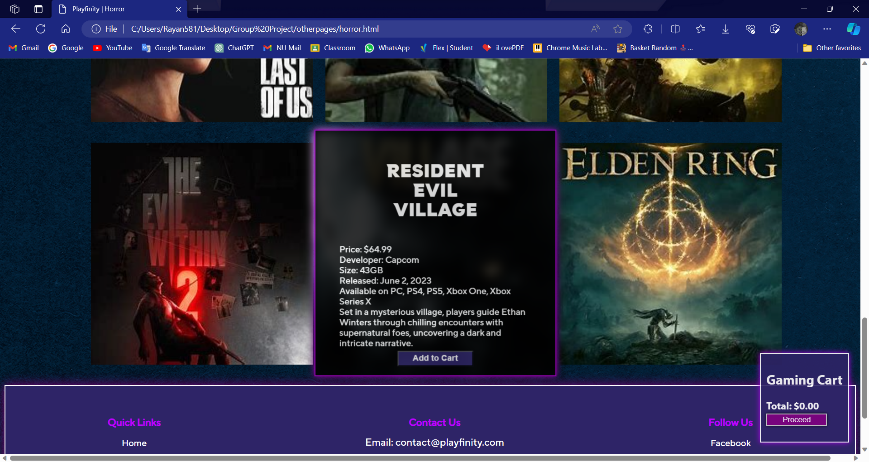 Playfinity | Horror
File
C:/Users/Rayan581/Desktop/Group%20Project/otherpages/horror.html
Gmail
Google
YouTube
Google Translate
ChatGPT
NU Mail
Classroom
WhatsApp
Flex | Student
iLovePDF
Chrome Music Lab...
Basket Random ...
Other favorites
LAST
OF US
THE
EVIL
WITHIN
2
RESIDENT
EVIL
VILLAGE
Price: $64.99
Developer: Capcom
Size: 43GB
Released: June 2, 2023
Available on PC, PS4, PS5, Xbox One, Xbox
Series X
Set in a mysterious village, players guide Ethan
Winters through chilling encounters with
supernatural foes, uncovering a dark and
intricate narrative.
Add to Cart
ELDEN RING
Gaming Cart
Total: $0.00
Proceed
Quick Links
Contact Us
Follow Us
Home
Email: contact@playfinity.com
Facebook